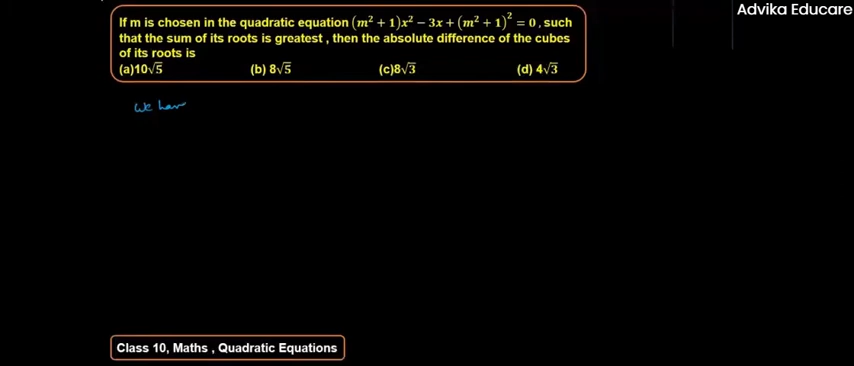 Advika Educare
If m is chosen in the quadratic equation (m² + 1)x² − 3x + (m² + 1)² = 0 , such
that the sum of its roots is greatest , then the absolute difference of the cubes
of its roots is
(a)10√5 (b) 8√5 (c)8√3 (d) 4√3
we have
Class 10, Maths , Quadratic Equations